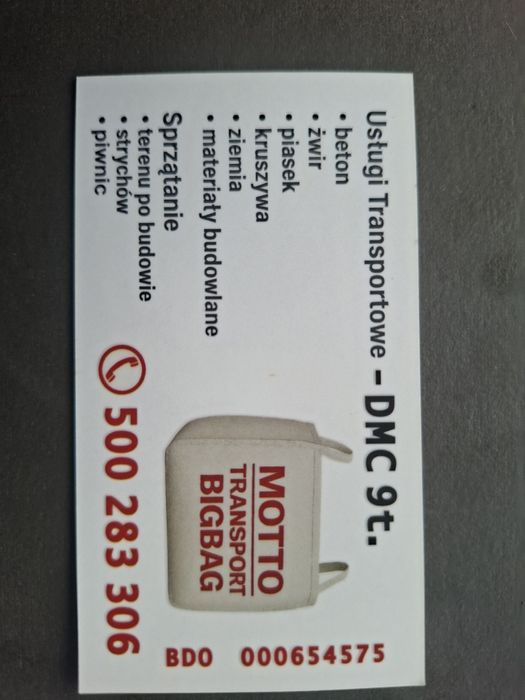 Usługi Transportowe - DMC 9t.
• beton
• żwir
• piasek
• kruszywa
• ziemia
• materiały budowlane
Sprzątanie
• terenu po budowie
• strychów
• piwnic
MOTTO
TRANSPORT
BIGBAG
500 283 306
BDO 000654575